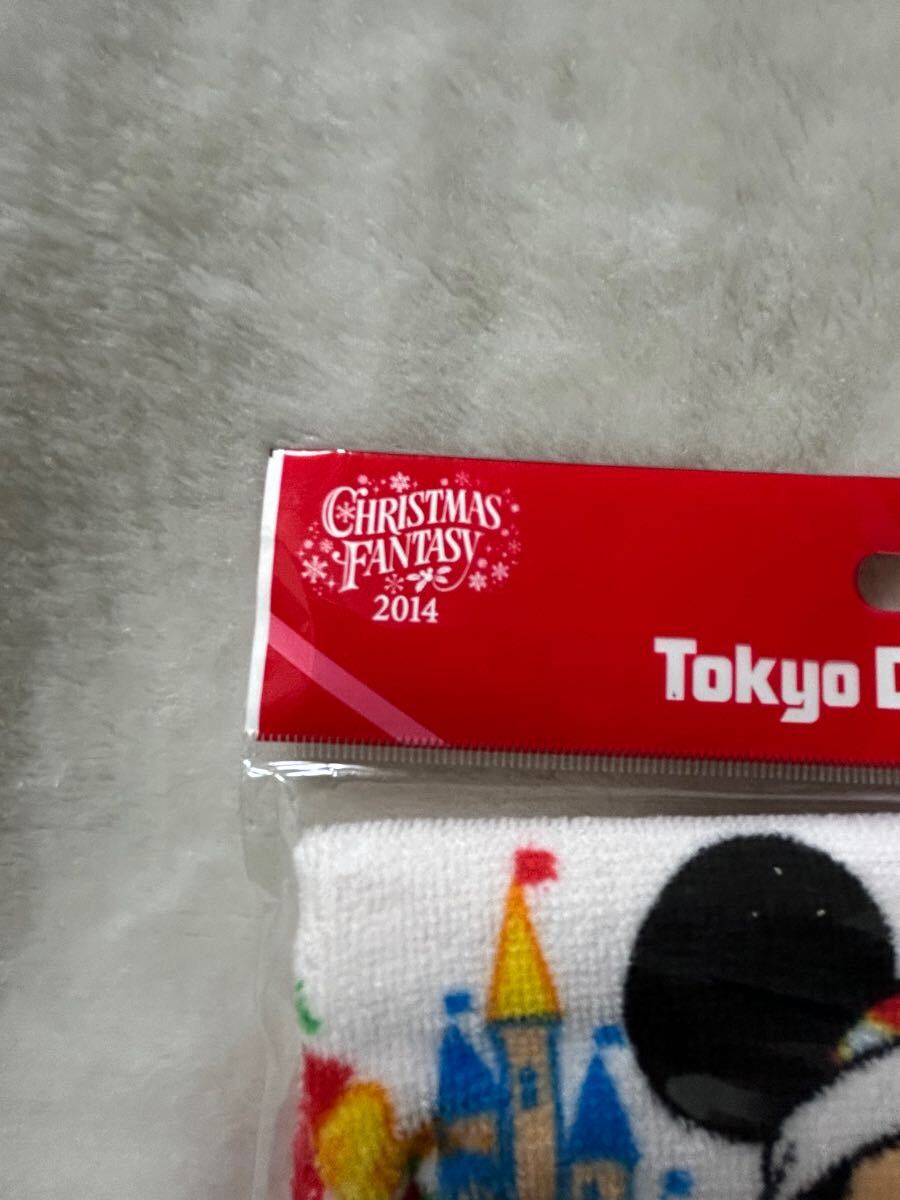 CHRISTMAS
FANTASY
2014
Tokyo D